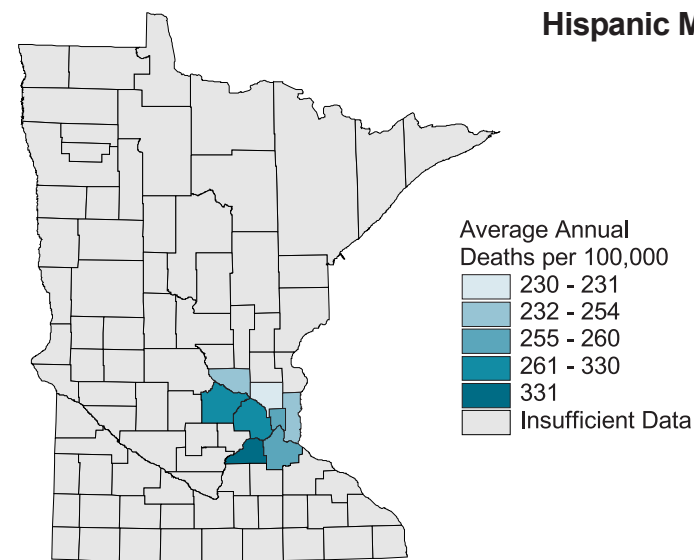 Hispanic M
Average Annual
Deaths per 100,000
230 - 231
232 - 254
255 - 260
261 - 330
331
Insufficient Data